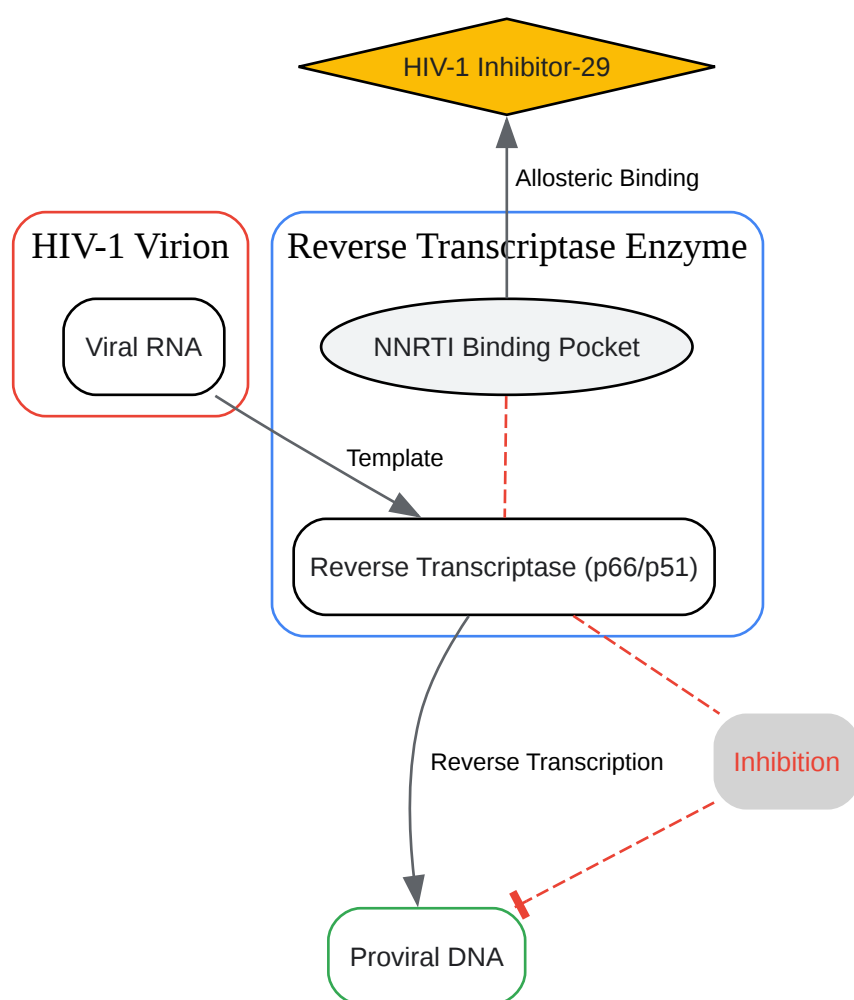 HIV-1 Inhibitor-29
Allosteric Binding
HIV-1 Virion
Reverse Transcriptase Enzyme
Viral RNA
NNRTI Binding Pocket
Template
Reverse Transcriptase (p66/p51)
Reverse Transcription
Inhibition
Proviral DNA